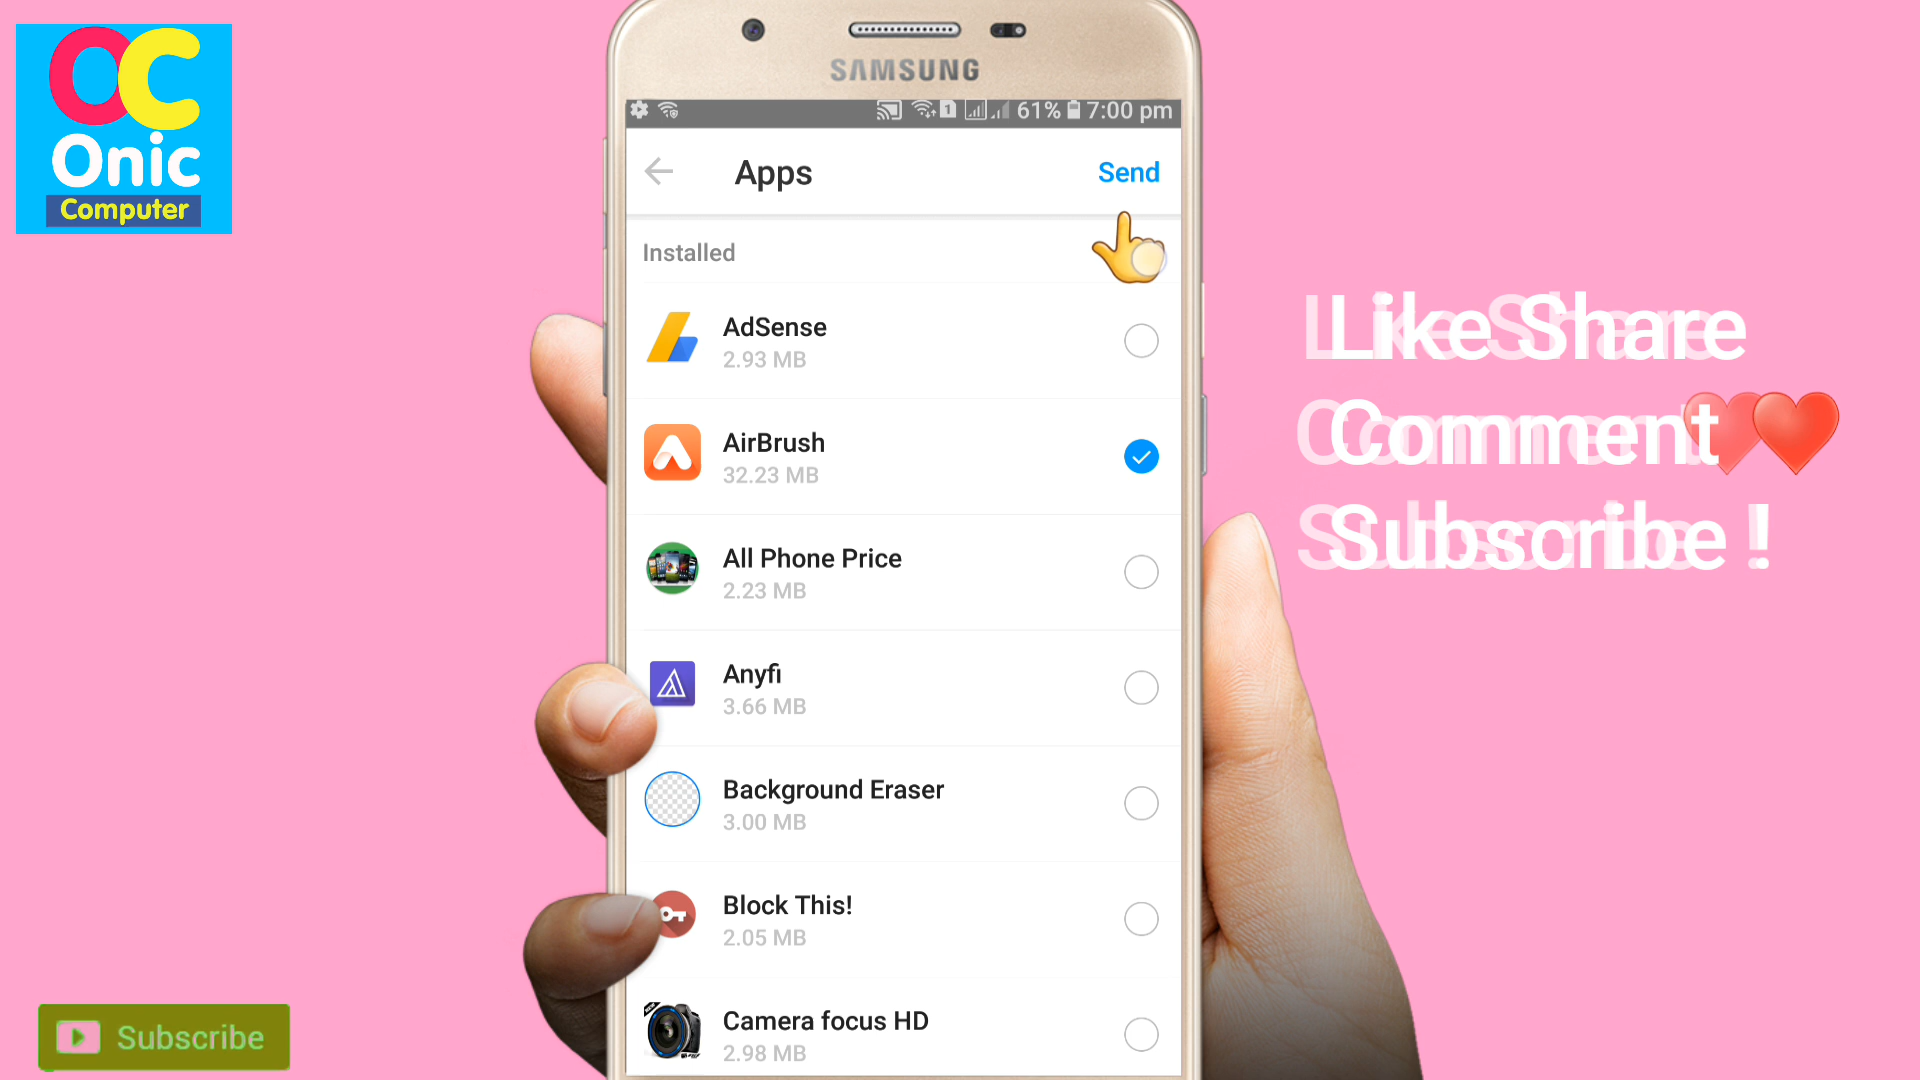 OC
Onic
Computer
SAMSUNG
1 61% 7:00 pm
Apps
Send
Installed
AdSense
2.93 MB
AirBrush
32.23 MB
All Phone Price
2.23 MB
Anyfi
3.66 MB
Background Eraser
3.00 MB
Block This!
2.05 MB
Camera focus HD
2.98 MB
Like Share
Comment
Subscribe !
Subscribe